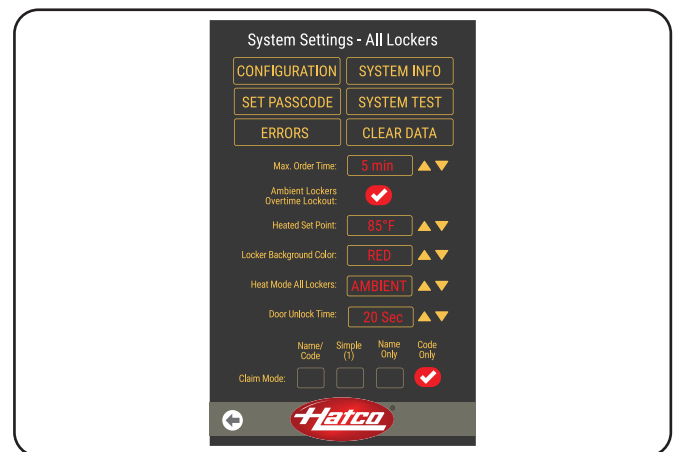 System Settings - All Lockers
CONFIGURATION SYSTEM INFO
SET PASSCODE SYSTEM TEST
ERRORS CLEAR DATA
Max. Order Time: 5 min
Ambient Lockers
Overtime Lockout:
Heated Set Point: 85°F
Locker Background Color: RED
Heat Mode All Lockers: AMBIENT
Door Unlock Time: 20 Sec
Name/ Simple Name Code
Code (1) Only Only
Claim Mode:
Hatco®